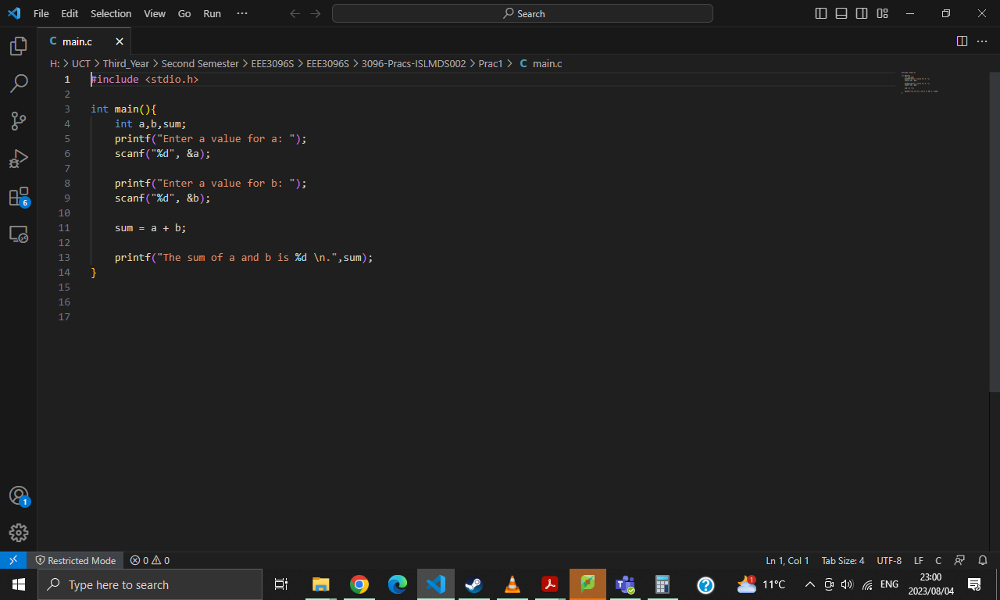 File Edit Selection View Go Run ··· Search
C main.c
H: > UCT > Third_Year > Second Semester > EEE3096S > EEE3096S > 3096-Pracs-ISLMDS002 > Prac1 > C main.c
1 #include <stdio.h>
2
3 int main(){
4 int a,b,sum;
5 printf("Enter a value for a: ");
6 scanf("%d", &a);
7
8 printf("Enter a value for b: ");
9 scanf("%d", &b);
10
11 sum = a + b;
12
13 printf("The sum of a and b is %d \n.",sum);
14 }
15
16
17
6
1
Restricted Mode 0 0 Ln 1, Col 1 Tab Size: 4 UTF-8 LF C
Type here to search 1 11°C ENG 23:00
2023/08/04